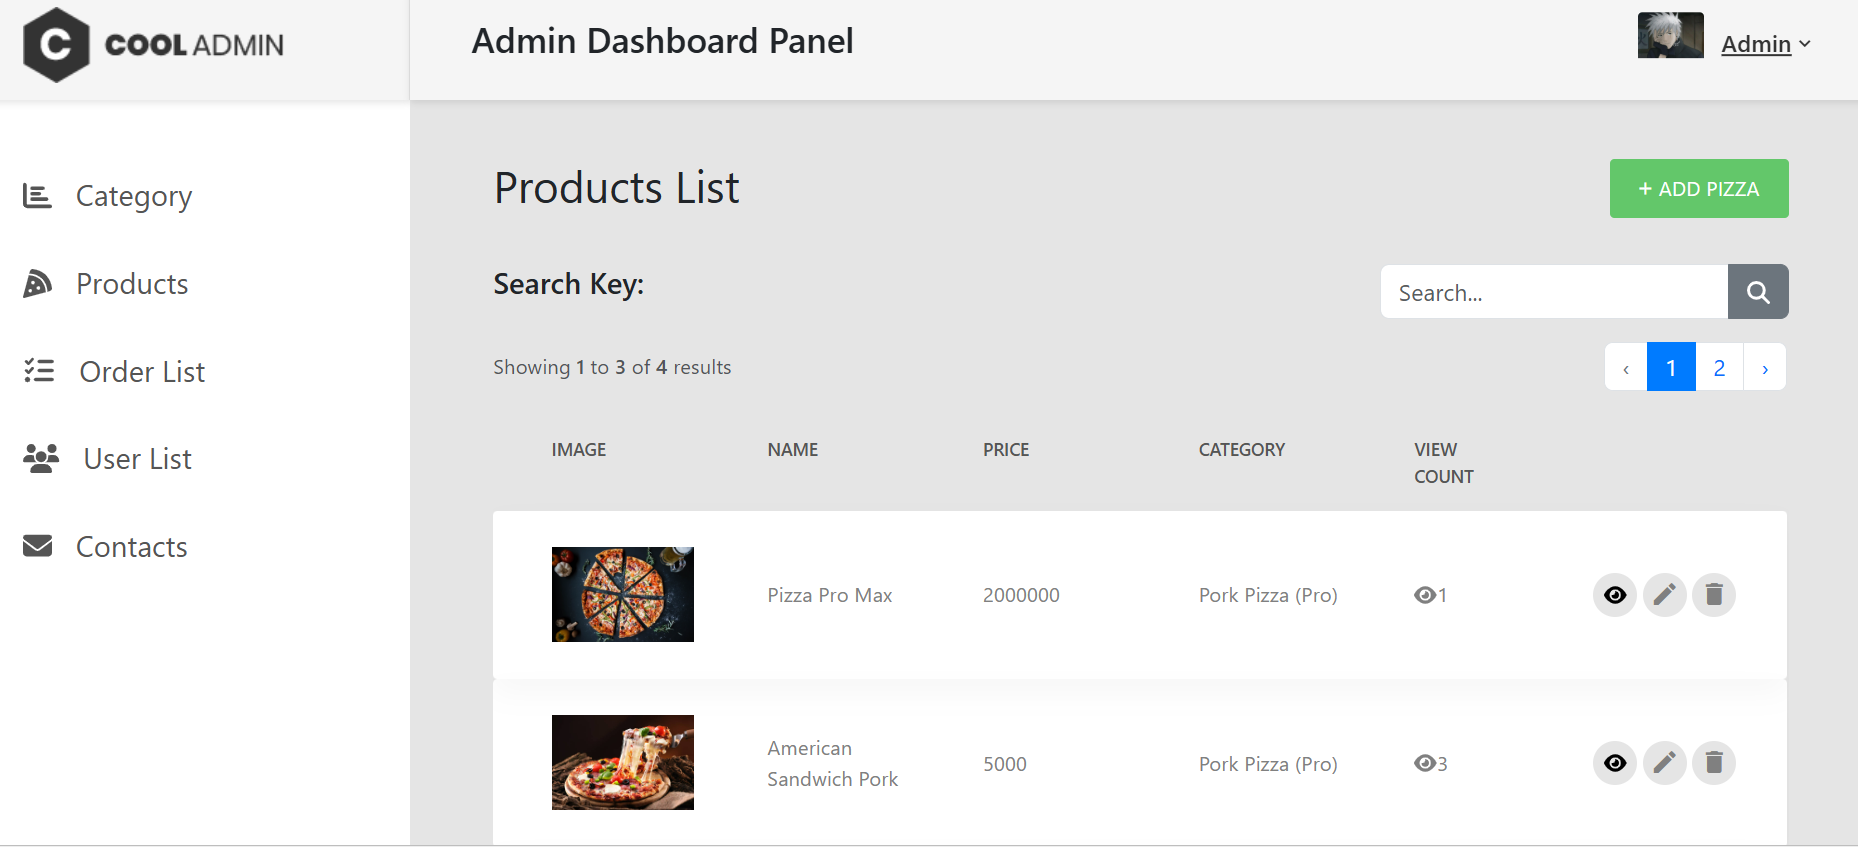 C COOL ADMIN
Admin Dashboard Panel
Admin
Category
Products
Order List
User List
Contacts
Products List
+ ADD PIZZA
Search Key:
Search...
Showing 1 to 3 of 4 results
‹ 1 2 ›
IMAGE NAME PRICE CATEGORY VIEW
COUNT
Pizza Pro Max 2000000 Pork Pizza (Pro) 1
American
Sandwich Pork 5000 Pork Pizza (Pro) 3